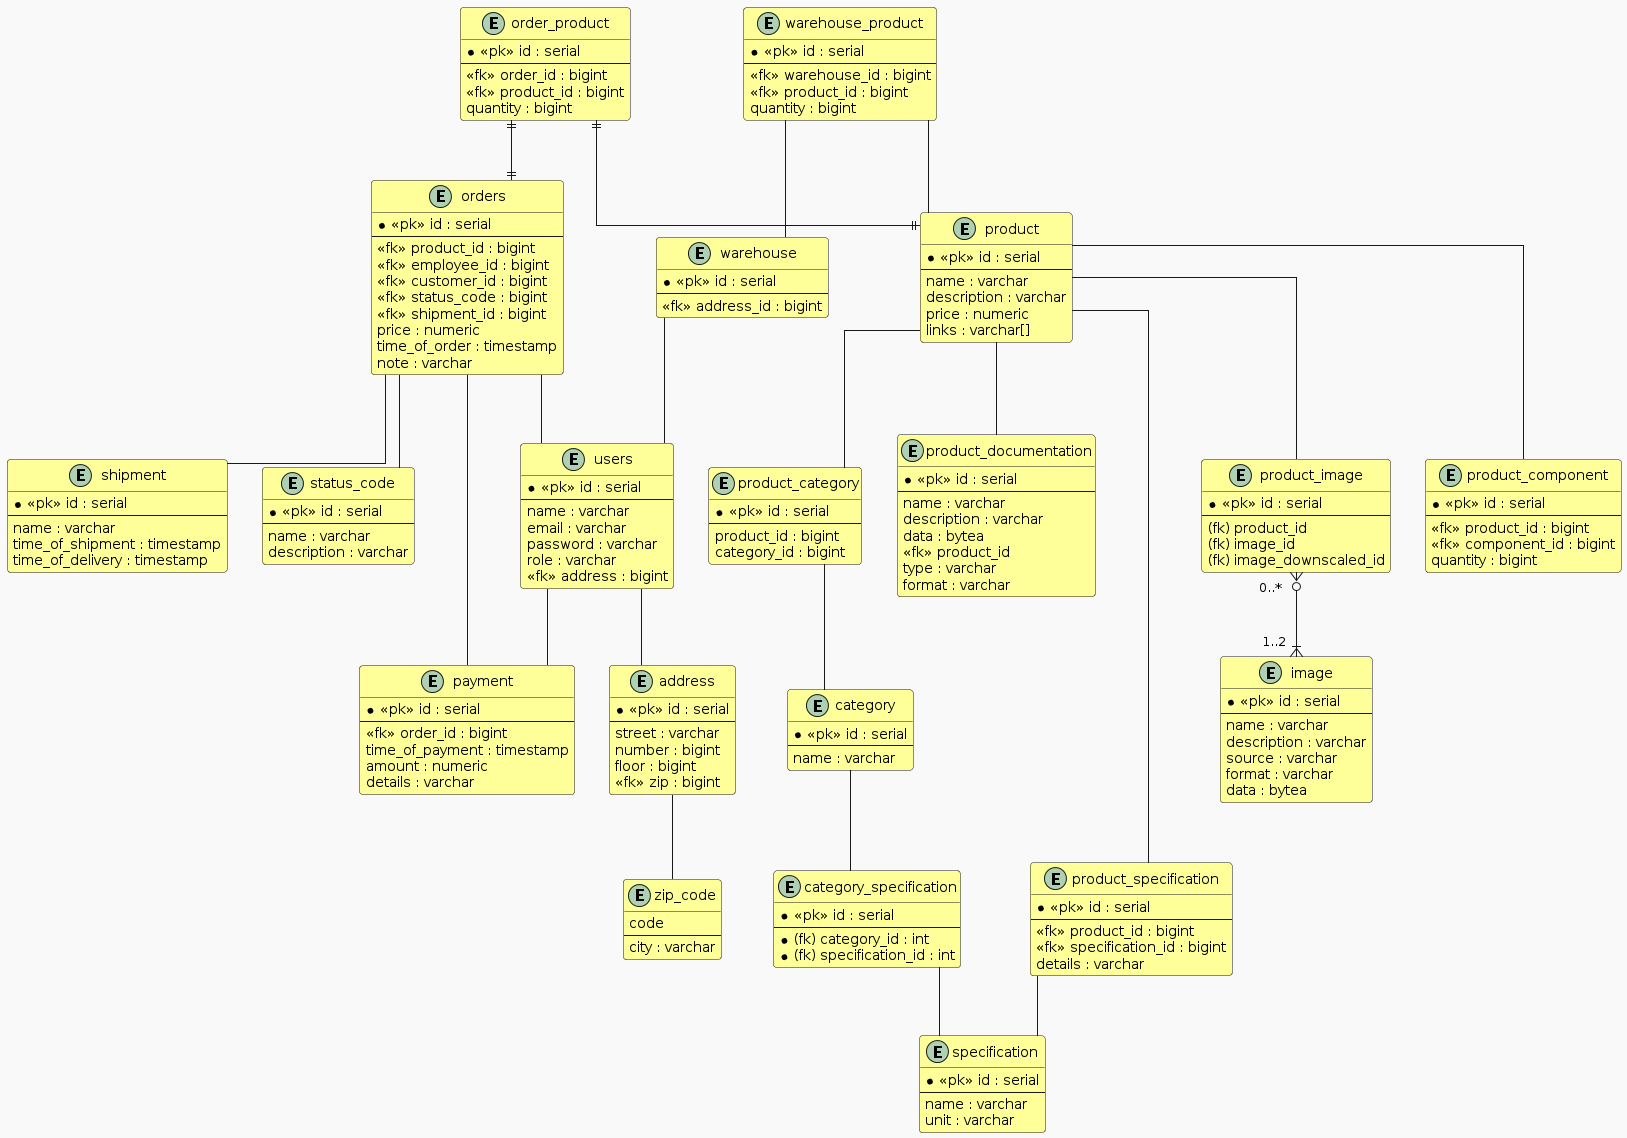 E order_product
«pk» id : serial
«fk» order_id : bigint
«fk» product_id : bigint
quantity : bigint
E warehouse_product
«pk» id : serial
«fk» warehouse_id : bigint
«fk» product_id : bigint
quantity : bigint
E orders
«pk» id : serial
«fk» product_id : bigint
«fk» employee_id : bigint
«fk» customer_id : bigint
«fk» status_code : bigint
«fk» shipment_id : bigint
price : numeric
time_of_order : timestamp
note : varchar
E warehouse
«pk» id : serial
«fk» address_id : bigint
E product
«pk» id : serial
name : varchar
description : varchar
price : numeric
links : varchar[]
E shipment
«pk» id : serial
name : varchar
time_of_shipment : timestamp
time_of_delivery : timestamp
E status_code
«pk» id : serial
name : varchar
description : varchar
E users
«pk» id : serial
name : varchar
email : varchar
password : varchar
role : varchar
«fk» address : bigint
E product_category
«pk» id : serial
product_id : bigint
category_id : bigint
E product_documentation
«pk» id : serial
name : varchar
description : varchar
data : bytea
«fk» product_id
type : varchar
format : varchar
E product_image
«pk» id : serial
(fk) product_id
(fk) image_id
(fk) image_downscaled_id
E product_component
«pk» id : serial
«fk» product_id : bigint
«fk» component_id : bigint
quantity : bigint
0..*
1..2
E payment
«pk» id : serial
«fk» order_id : bigint
time_of_payment : timestamp
amount : numeric
details : varchar
E address
«pk» id : serial
street : varchar
number : bigint
floor : bigint
«fk» zip : bigint
E category
«pk» id : serial
name : varchar
E image
«pk» id : serial
name : varchar
description : varchar
source : varchar
format : varchar
data : bytea
E zip_code
code
city : varchar
E category_specification
«pk» id : serial
(fk) category_id : int
(fk) specification_id : int
E product_specification
«pk» id : serial
«fk» product_id : bigint
«fk» specification_id : bigint
details : varchar
E specification
«pk» id : serial
name : varchar
unit : varchar